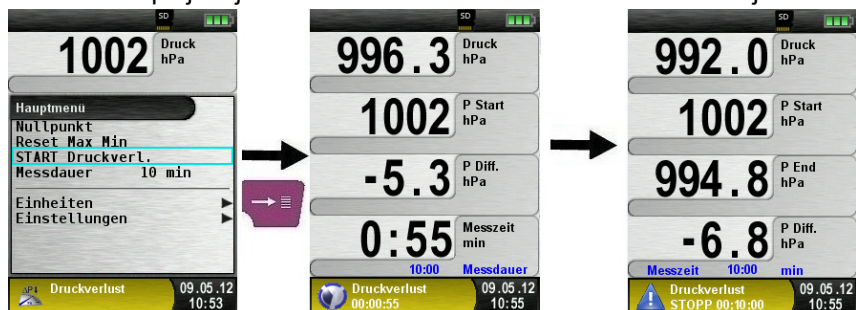 SD
1002 Druck hPa
Hauptmenü
Nullpunkt
Reset Max Min
START Druckverl.
Messdauer 10 min
Einheiten
Einstellungen
Druckverlust 09.05.12
10:53
SD
996.3 Druck hPa
1002 P Start hPa
-5.3 P Diff. hPa
0:55 Messzeit min
10:00 Messdauer
Druckverlust 09.05.12
00:00:55 10:55
SD
992.0 Druck hPa
1002 P Start hPa
994.8 P End hPa
-6.8 P Diff. hPa
Messzeit 10:00 min
Druckverlust 09.05.12
STOPP 00:10:00 10:55